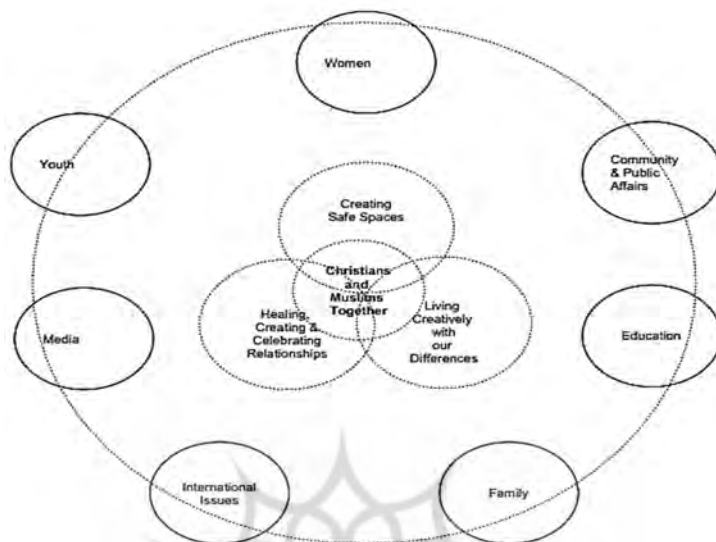 Women
Youth
Community
& Public
Affairs
Creating
Safe Spaces
Christians
and
Muslims
Together
Healing,
Creating &
Celebrating
Relationships
Living
Creatively
with
our
Differences
Media
Education
International
Issues
Family